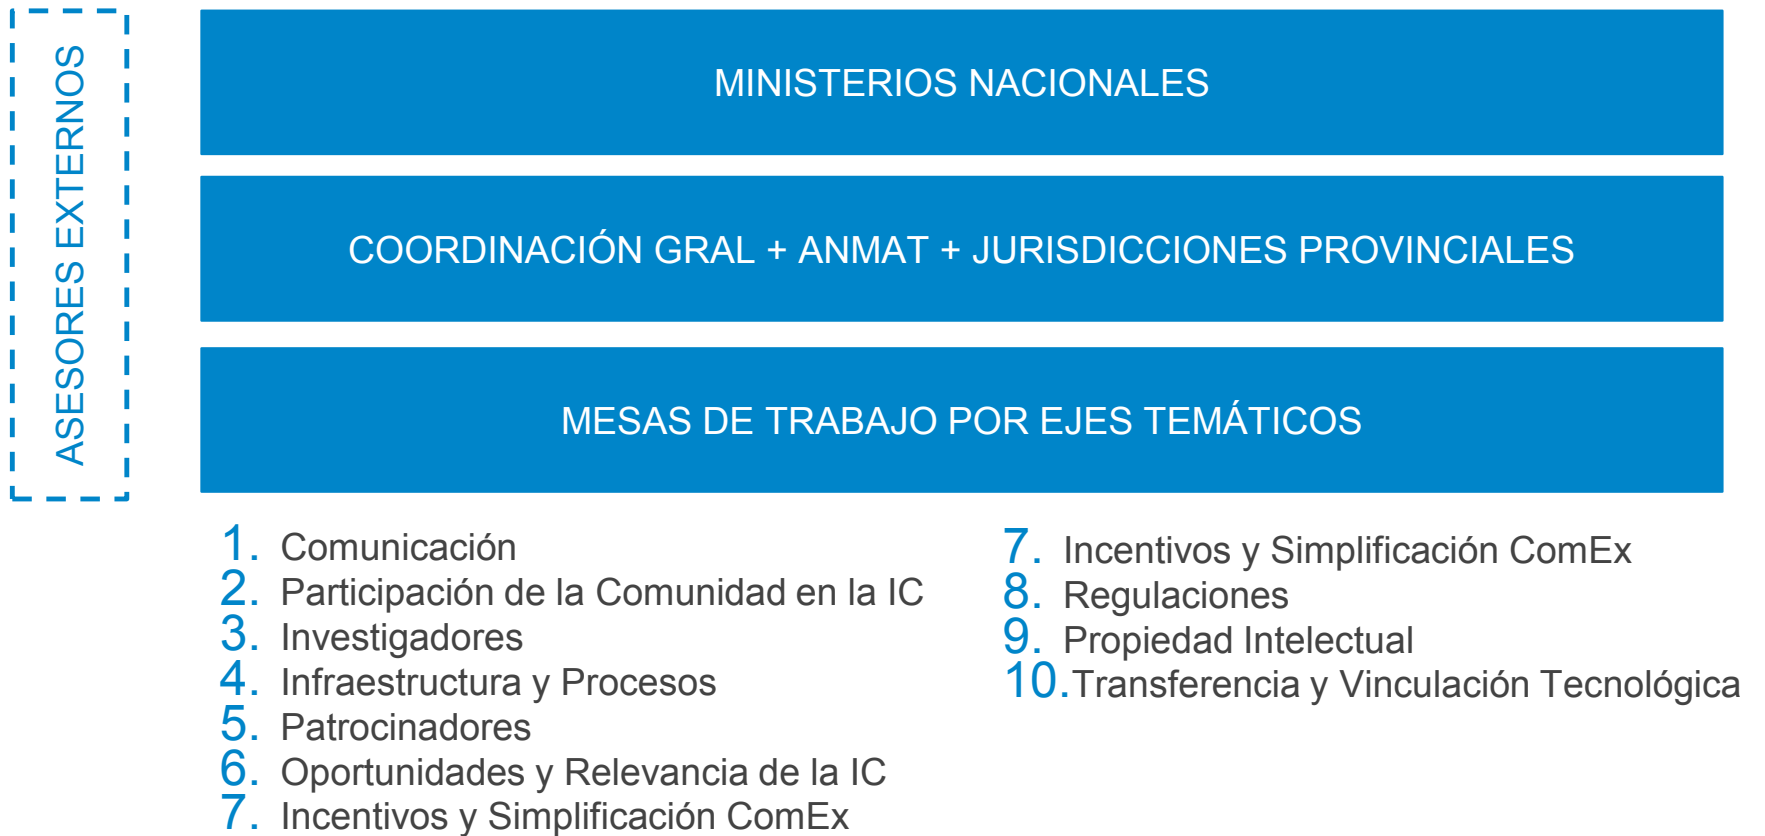 ASESORES EXTERNOS
MINISTERIOS NACIONALES
COORDINACIÓN GRAL + ANMAT + JURISDICCIONES PROVINCIALES
MESAS DE TRABAJO POR EJES TEMÁTICOS
1. Comunicación
2. Participación de la Comunidad en la IC
3. Investigadores
4. Infraestructura y Procesos
5. Patrocinadores
6. Oportunidades y Relevancia de la IC
7. Incentivos y Simplificación ComEx
7. Incentivos y Simplificación ComEx
8. Regulaciones
9. Propiedad Intelectual
10.Transferencia y Vinculación Tecnológica